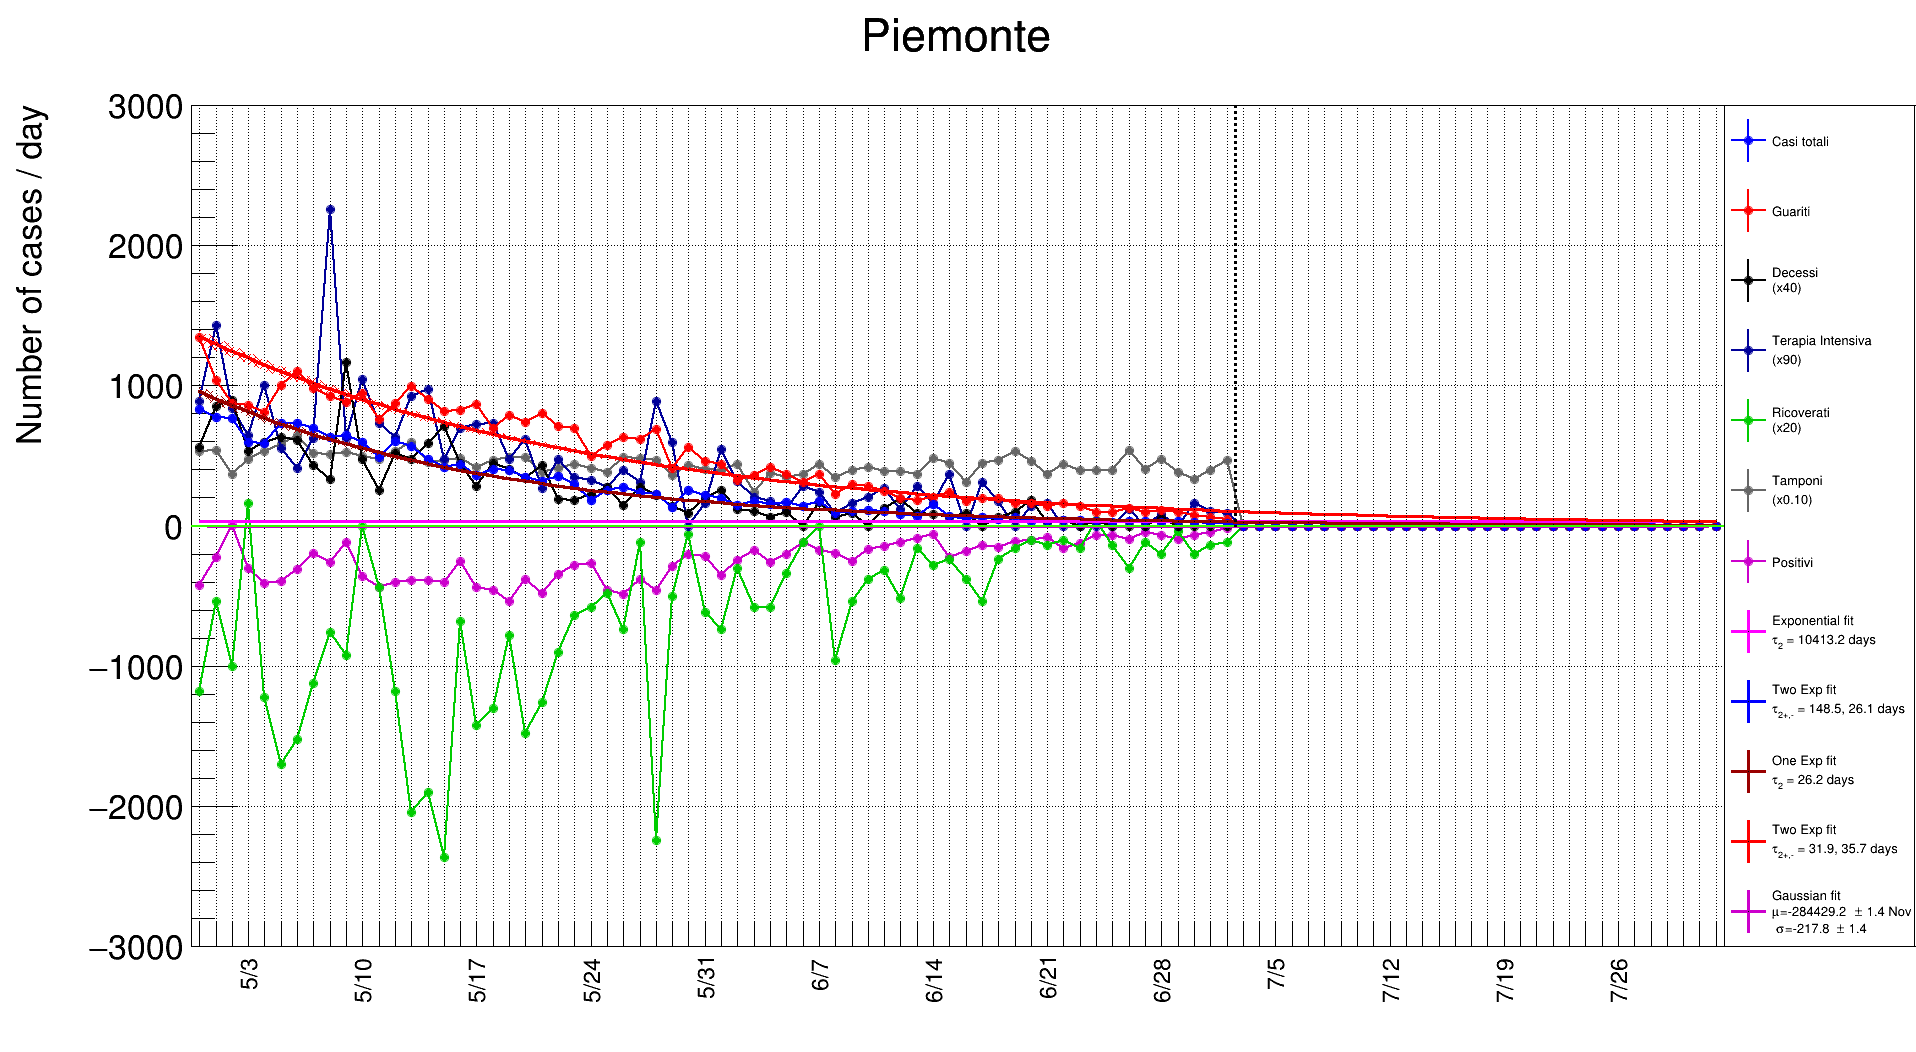 Piemonte
Number of cases / day
3000
2000
1000
0
−1000
−2000
−3000
5/3
5/10
5/17
5/24
5/31
6/7
6/14
6/21
6/28
7/5
7/12
7/19
7/26
Casi totali
Guariti
Decessi
(x40)
Terapia Intensiva
(x90)
Ricoverati
(x20)
Tamponi
(x0.10)
Positivi
Exponential fit
τ2 = 10413.2 days
Two Exp fit
τ2+,- = 148.5, 26.1 days
One Exp fit
τ2 = 26.2 days
Two Exp fit
τ2+,- = 31.9, 35.7 days
Gaussian fit
μ=-284429.2 ± 1.4 Nov
σ=-217.8 ± 1.4